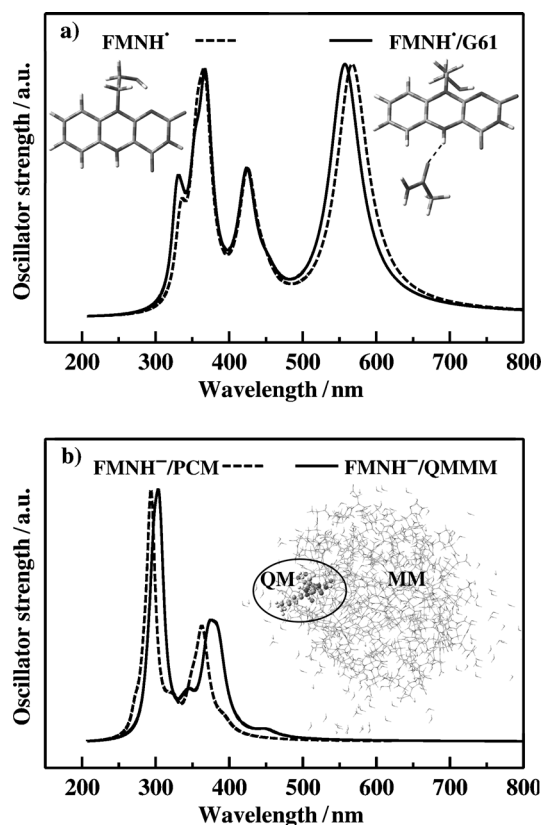 a)
FMNH• FMNH•/G61
Oscillator strength / a.u.
200 300 400 500 600 700 800
Wavelength / nm
b)
FMNH⁻/PCM FMNH⁻/QMMM
QM MM
Oscillator strength / a.u.
200 300 400 500 600 700 800
Wavelength / nm